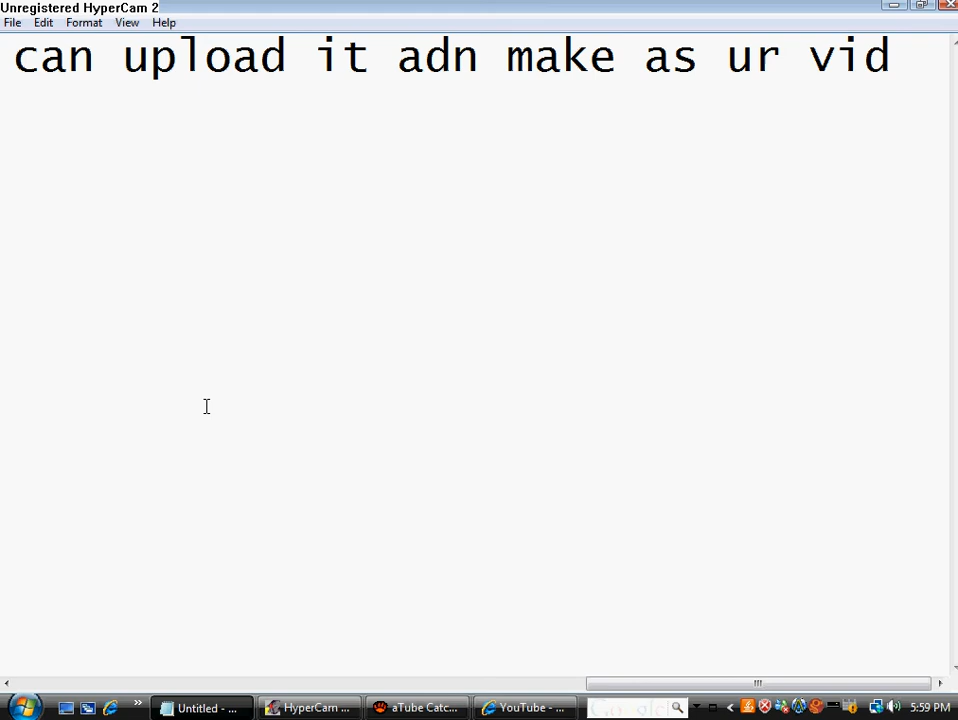 Unregistered HyperCam 2
File Edit Format View Help
can upload it adn make as ur vid
Untitled - ... HyperCam ... aTube Catc... YouTube - ... 5:59 PM